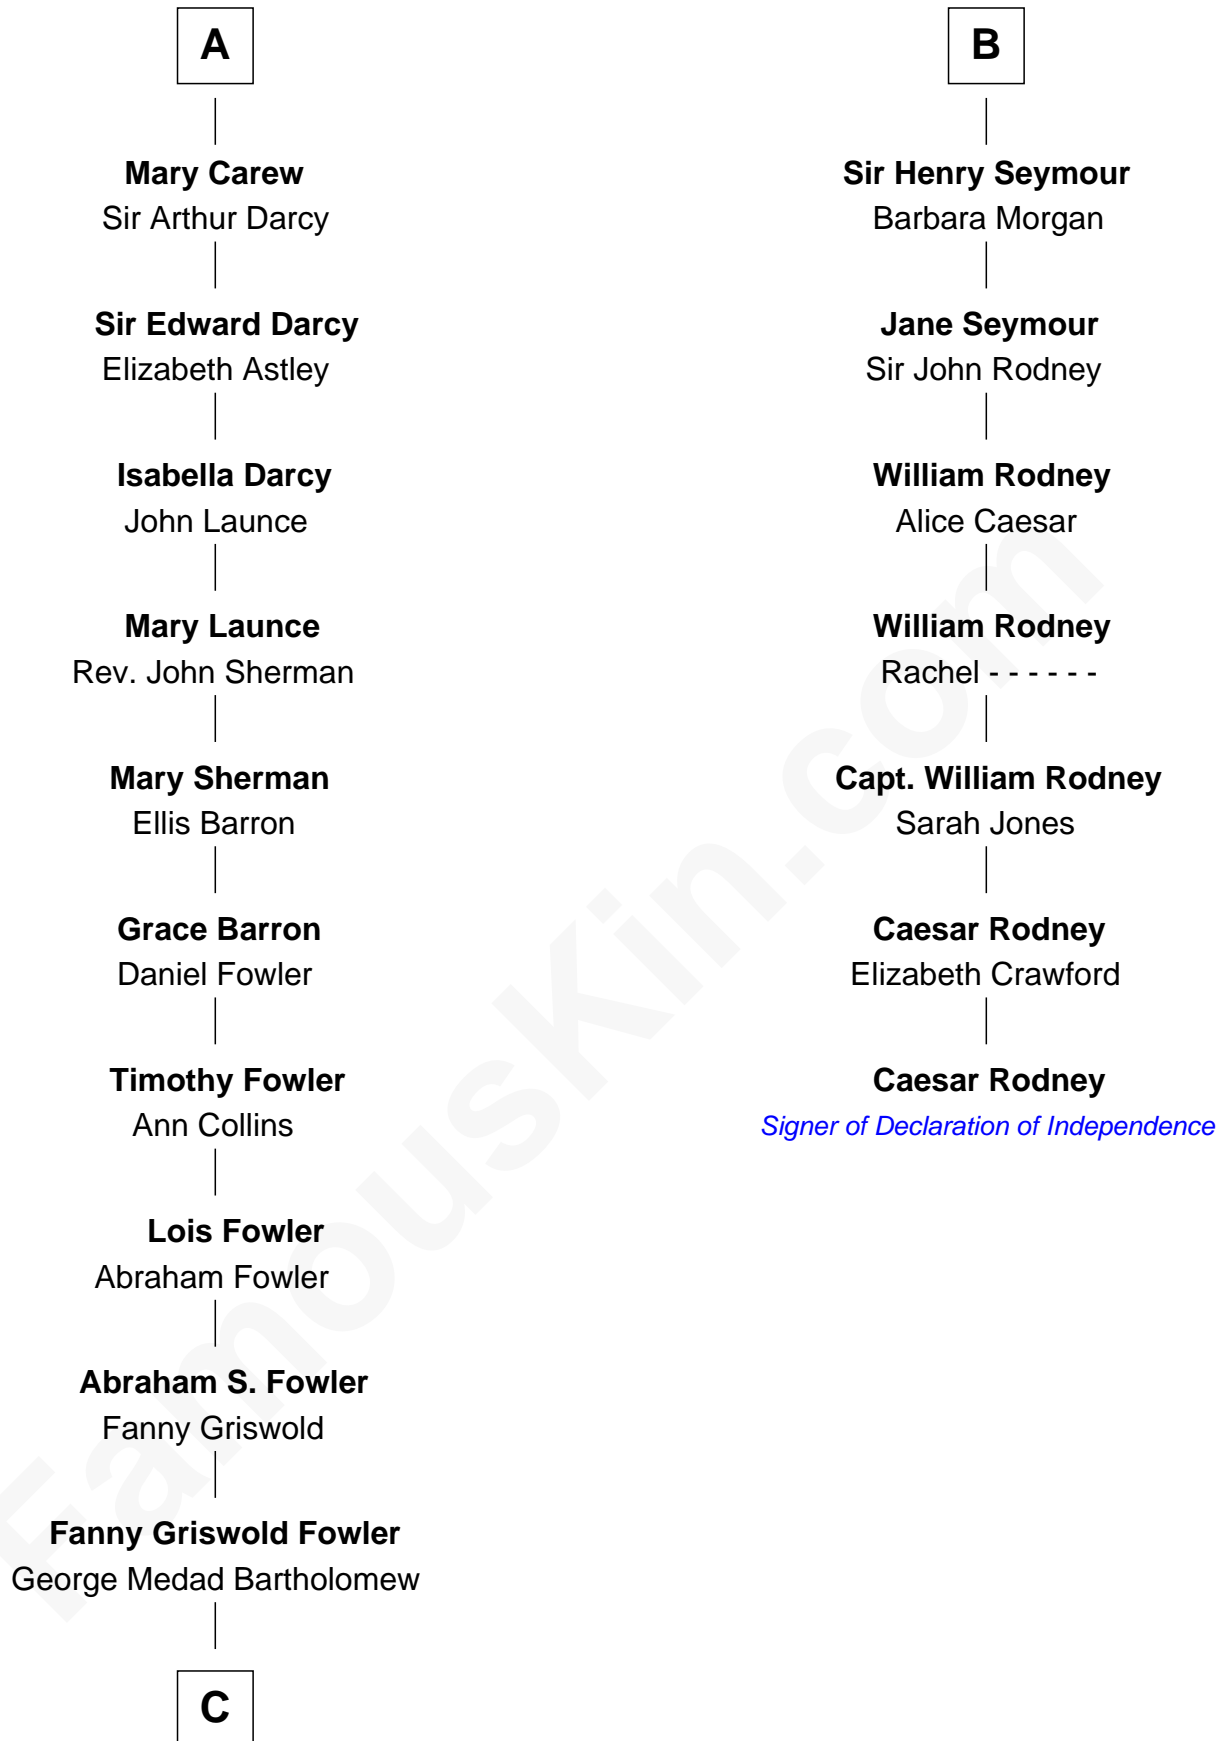 A
Mary Carew
Sir Arthur Darcy
Sir Edward Darcy
Elizabeth Astley
Isabella Darcy
John Launce
Mary Launce
Rev. John Sherman
Mary Sherman
Ellis Barron
Grace Barron
Daniel Fowler
Timothy Fowler
Ann Collins
Lois Fowler
Abraham Fowler
Abraham S. Fowler
Fanny Griswold
Fanny Griswold Fowler
George Medad Bartholomew
C
B
Sir Henry Seymour
Barbara Morgan
Jane Seymour
Sir John Rodney
William Rodney
Alice Caesar
William Rodney
Rachel - - - - - -
Capt. William Rodney
Sarah Jones
Caesar Rodney
Elizabeth Crawford
Caesar Rodney
Signer of Declaration of Independence
FamousKin.com